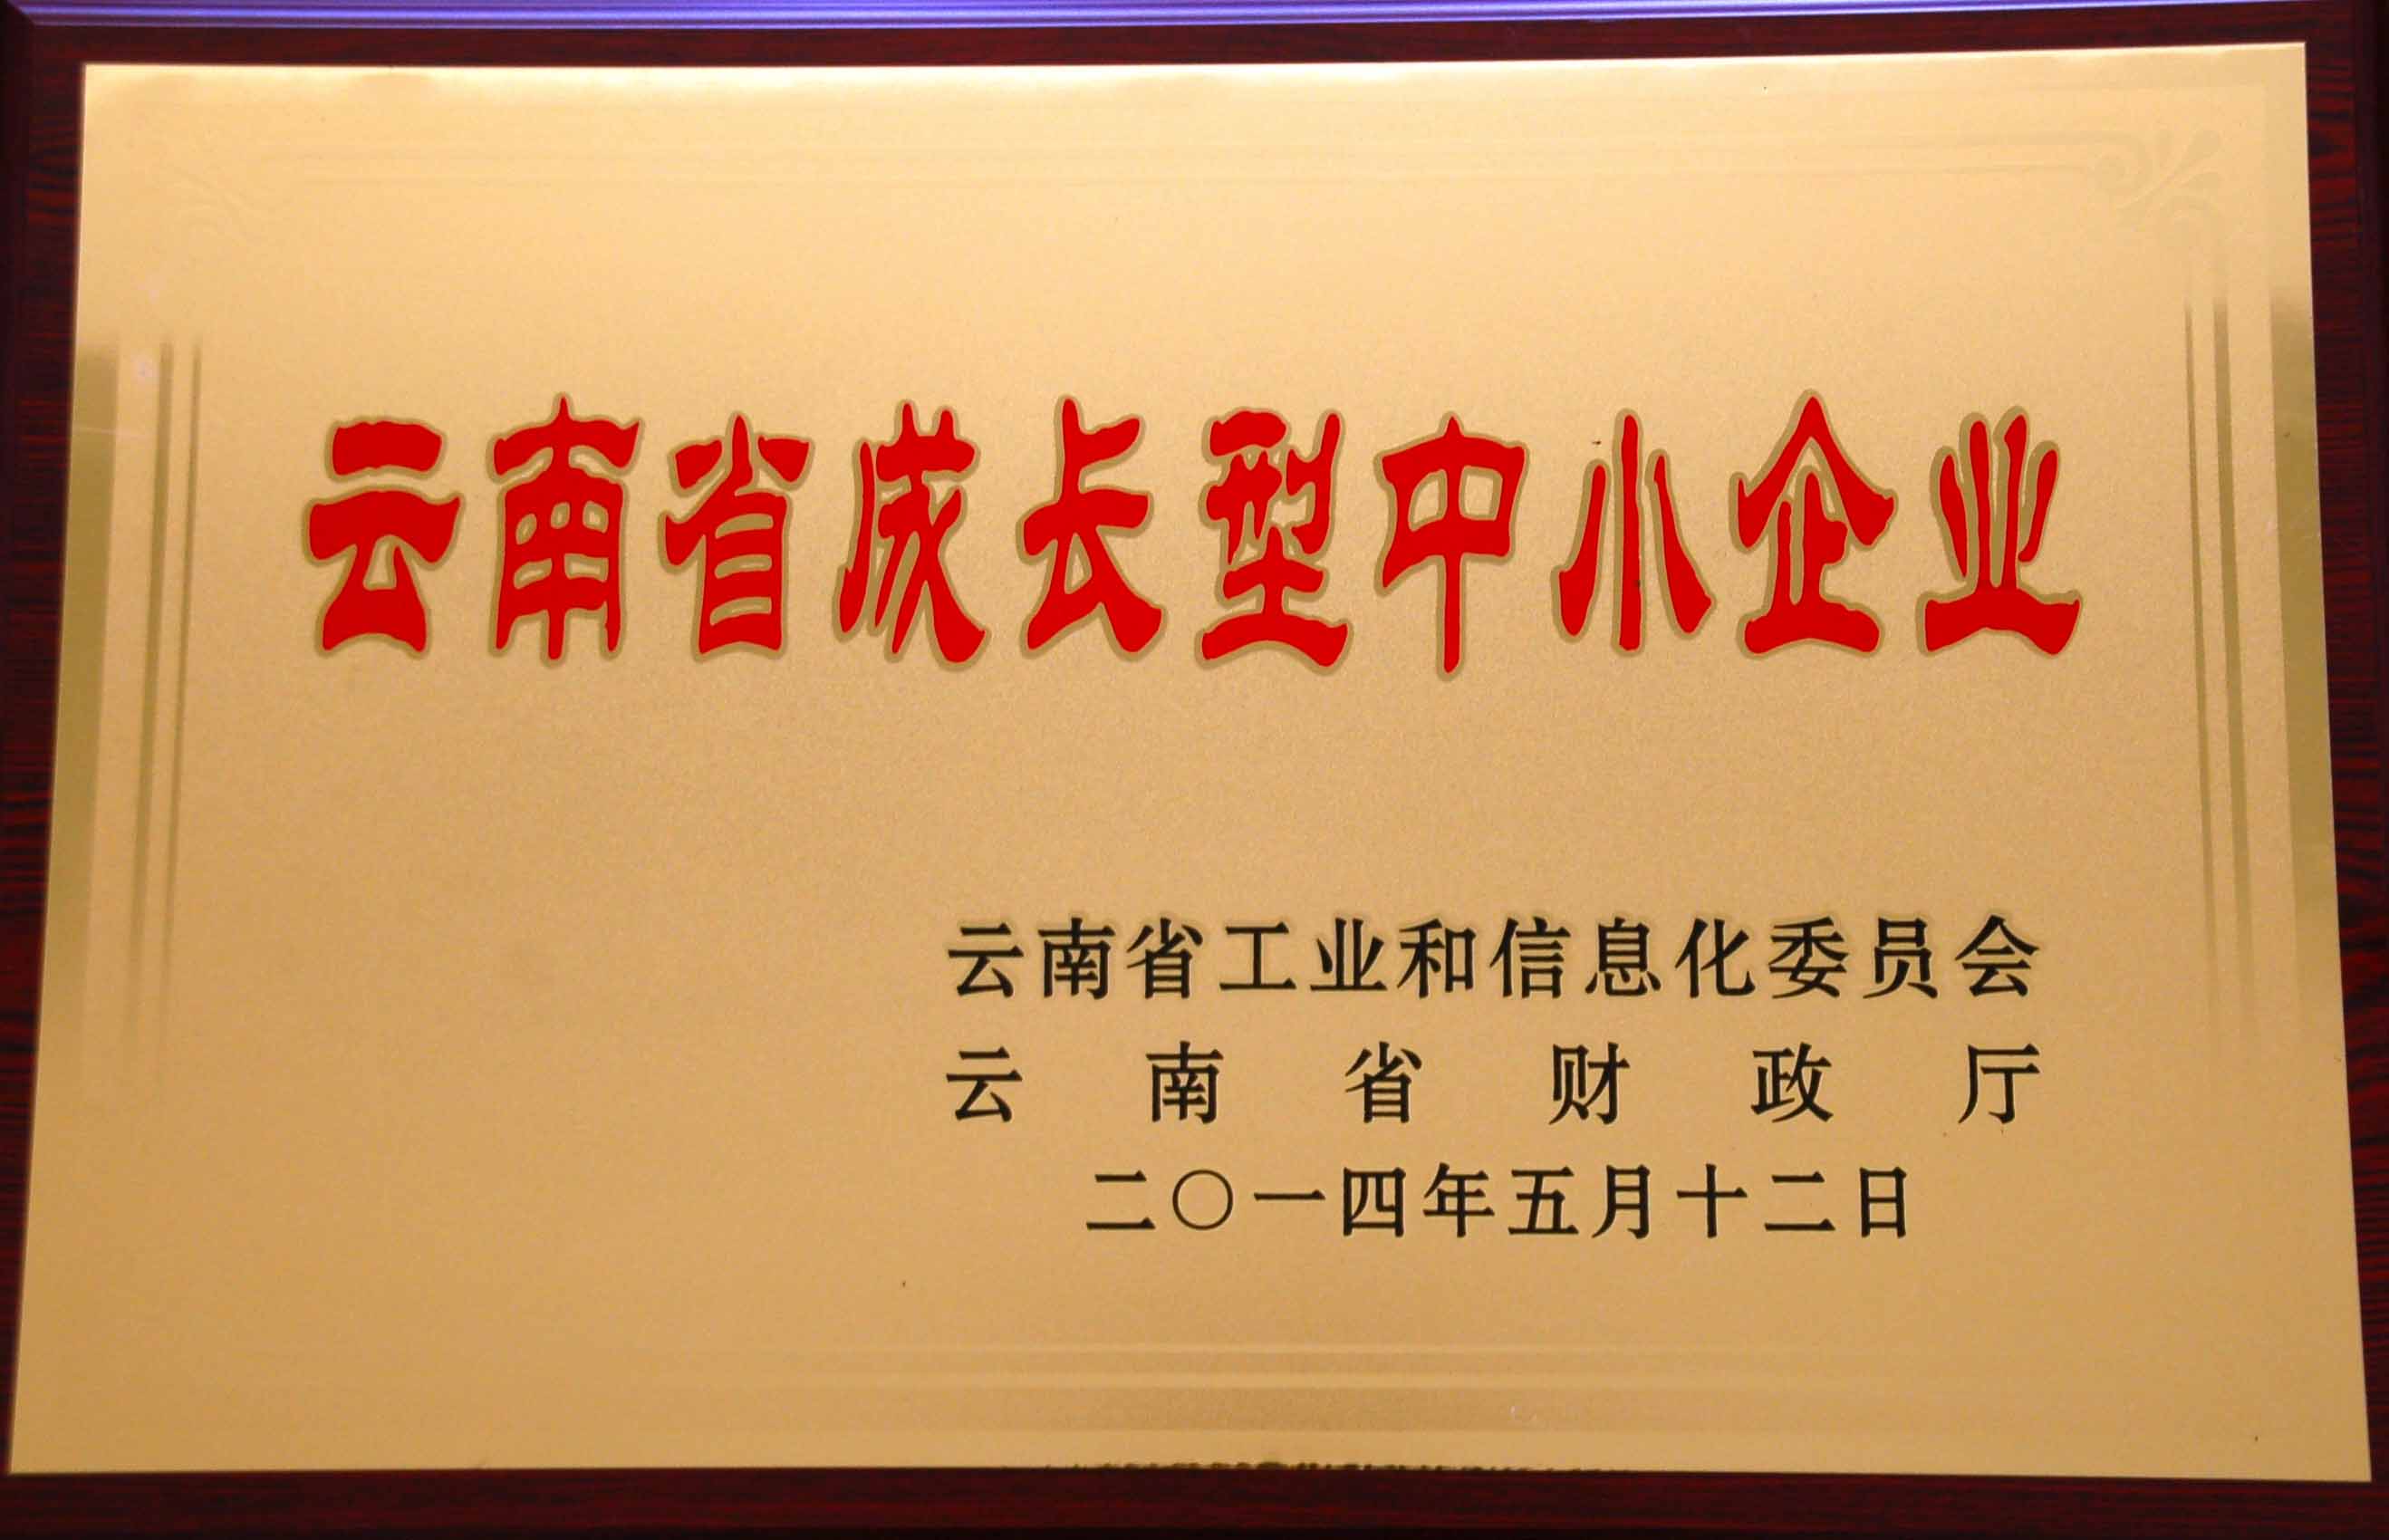 云南省成长型中小企业
云南省工业和信息化委员会
云南省财政厅
二〇一四年五月十二日